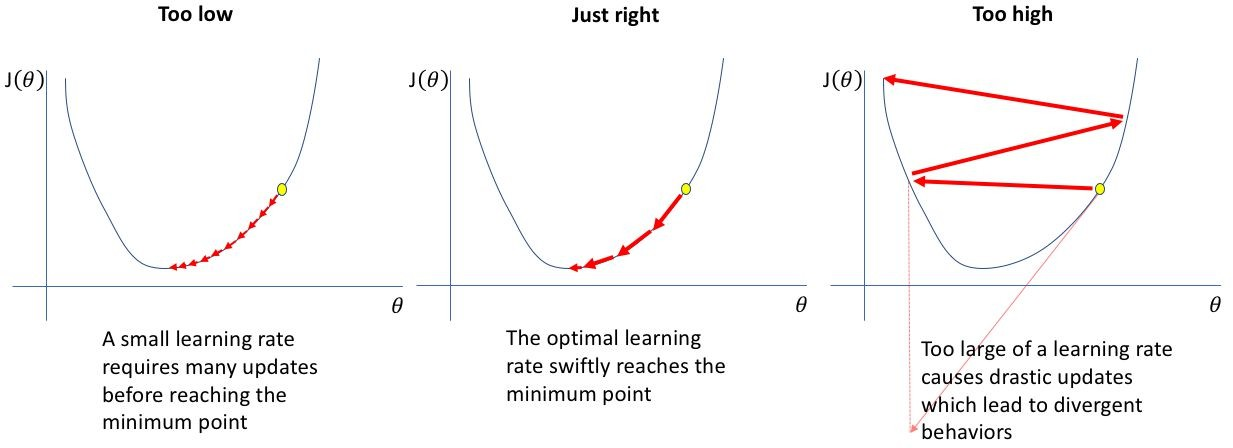 Too low
J(θ)
θ
A small learning rate
requires many updates
before reaching the
minimum point
Just right
J(θ)
θ
The optimal learning
rate swiftly reaches the
minimum point
Too high
J(θ)
θ
Too large of a learning rate
causes drastic updates
which lead to divergent
behaviors